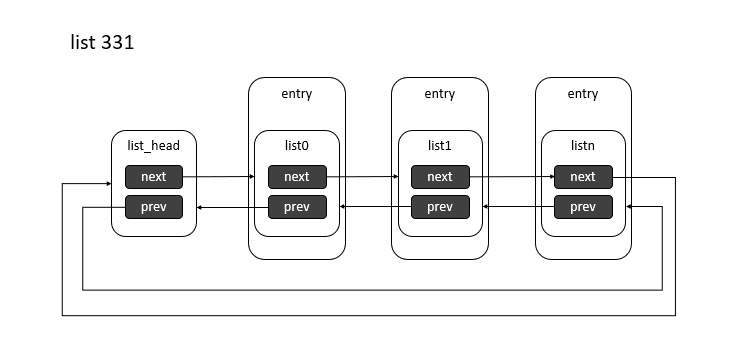 list 331
entry
entry
entry
list_head
list0
list1
listn
next
next
next
next
prev
prev
prev
prev